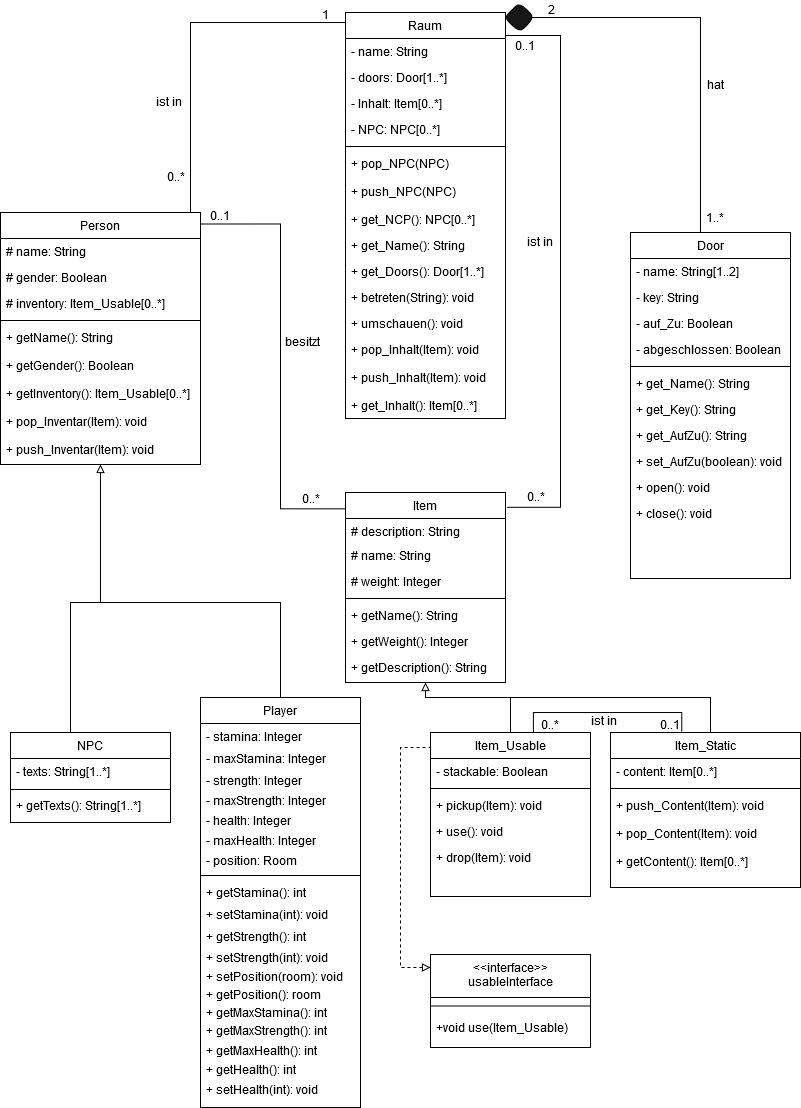 1
2
0..1
ist in
hat
0..*
0..1
1..*
ist in
besitzt
0..*
0..*
Raum
- name: String
- doors: Door[1..*]
- Inhalt: Item[0..*]
- NPC: NPC[0..*]
+ pop_NPC(NPC)
+ push_NPC(NPC)
+ get_NCP(): NPC[0..*]
+ get_Name(): String
+ get_Doors(): Door[1..*]
+ betreten(String): void
+ umschauen(): void
+ pop_Inhalt(Item): void
+ push_Inhalt(Item): void
+ get_Inhalt(): Item[0..*]
Person
# name: String
# gender: Boolean
# inventory: Item_Usable[0..*]
+ getName(): String
+ getGender(): Boolean
+ getInventory(): Item_Usable[0..*]
+ pop_Inventar(Item): void
+ push_Inventar(Item): void
Door
- name: String[1..2]
- key: String
- auf_Zu: Boolean
- abgeschlossen: Boolean
+ get_Name(): String
+ get_Key(): String
+ get_AufZu(): String
+ set_AufZu(boolean): void
+ open(): void
+ close(): void
Item
# description: String
# name: String
# weight: Integer
+ getName(): String
+ getWeight(): Integer
+ getDescription(): String
NPC
- texts: String[1..*]
+ getTexts(): String[1..*]
Player
- stamina: Integer
- maxStamina: Integer
- strength: Integer
- maxStrength: Integer
- health: Integer
- maxHealth: Integer
- position: Room
+ getStamina(): int
+ setStamina(int): void
+ getStrength(): int
+ setStrength(int): void
+ setPosition(room): void
+ getPosition(): room
+ getMaxStamina(): int
+ getMaxStrength(): int
+ getMaxHealth(): int
+ getHealth(): int
+ setHealth(int): void
0..*
ist in
0..1
Item_Usable
- stackable: Boolean
+ pickup(Item): void
+ use(): void
+ drop(Item): void
Item_Static
- content: Item[0..*]
+ push_Content(Item): void
+ pop_Content(Item): void
+ getContent(): Item[0..*]
<<interface>>
usableInterface
+void use(Item_Usable)